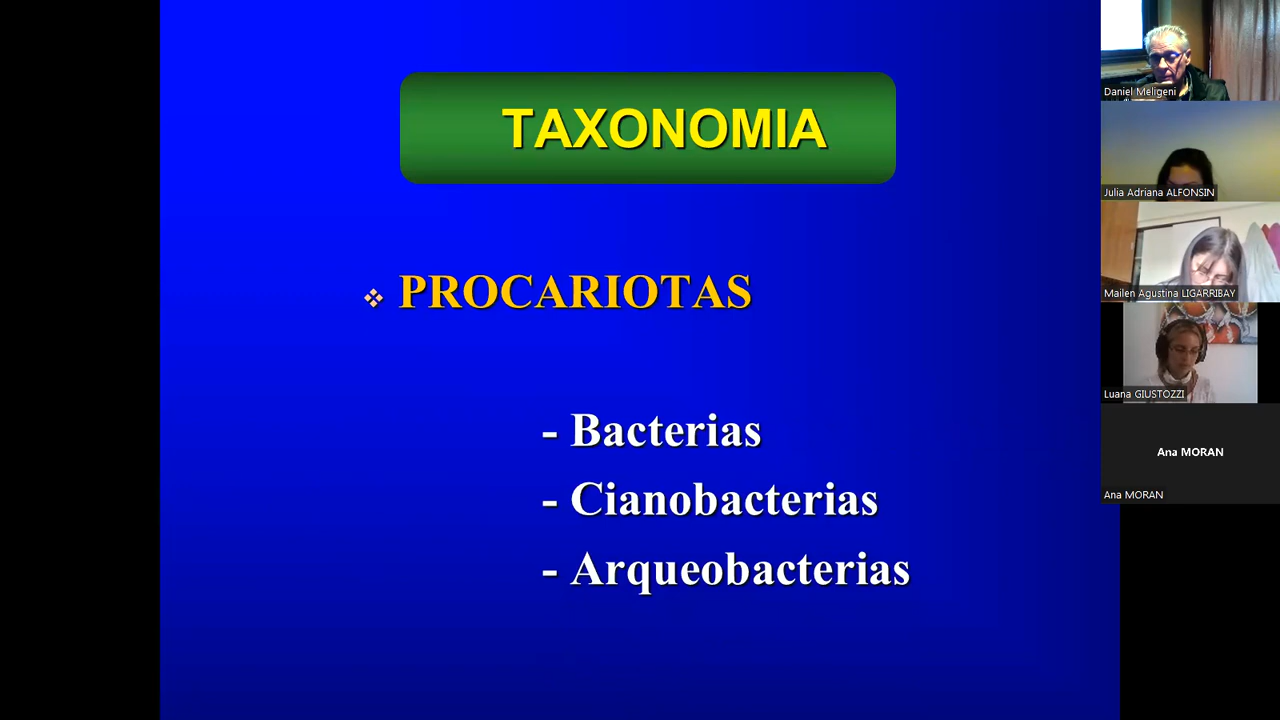 TAXONOMIA
❖ PROCARIOTAS
- Bacterias
- Cianobacterias
- Arqueobacterias
Daniel Meligeni
Julia Adriana ALFONSIN
Mailen Agustina LIGARRIBAY
Luana GIUSTOZZI
Ana MORAN
Ana MORAN